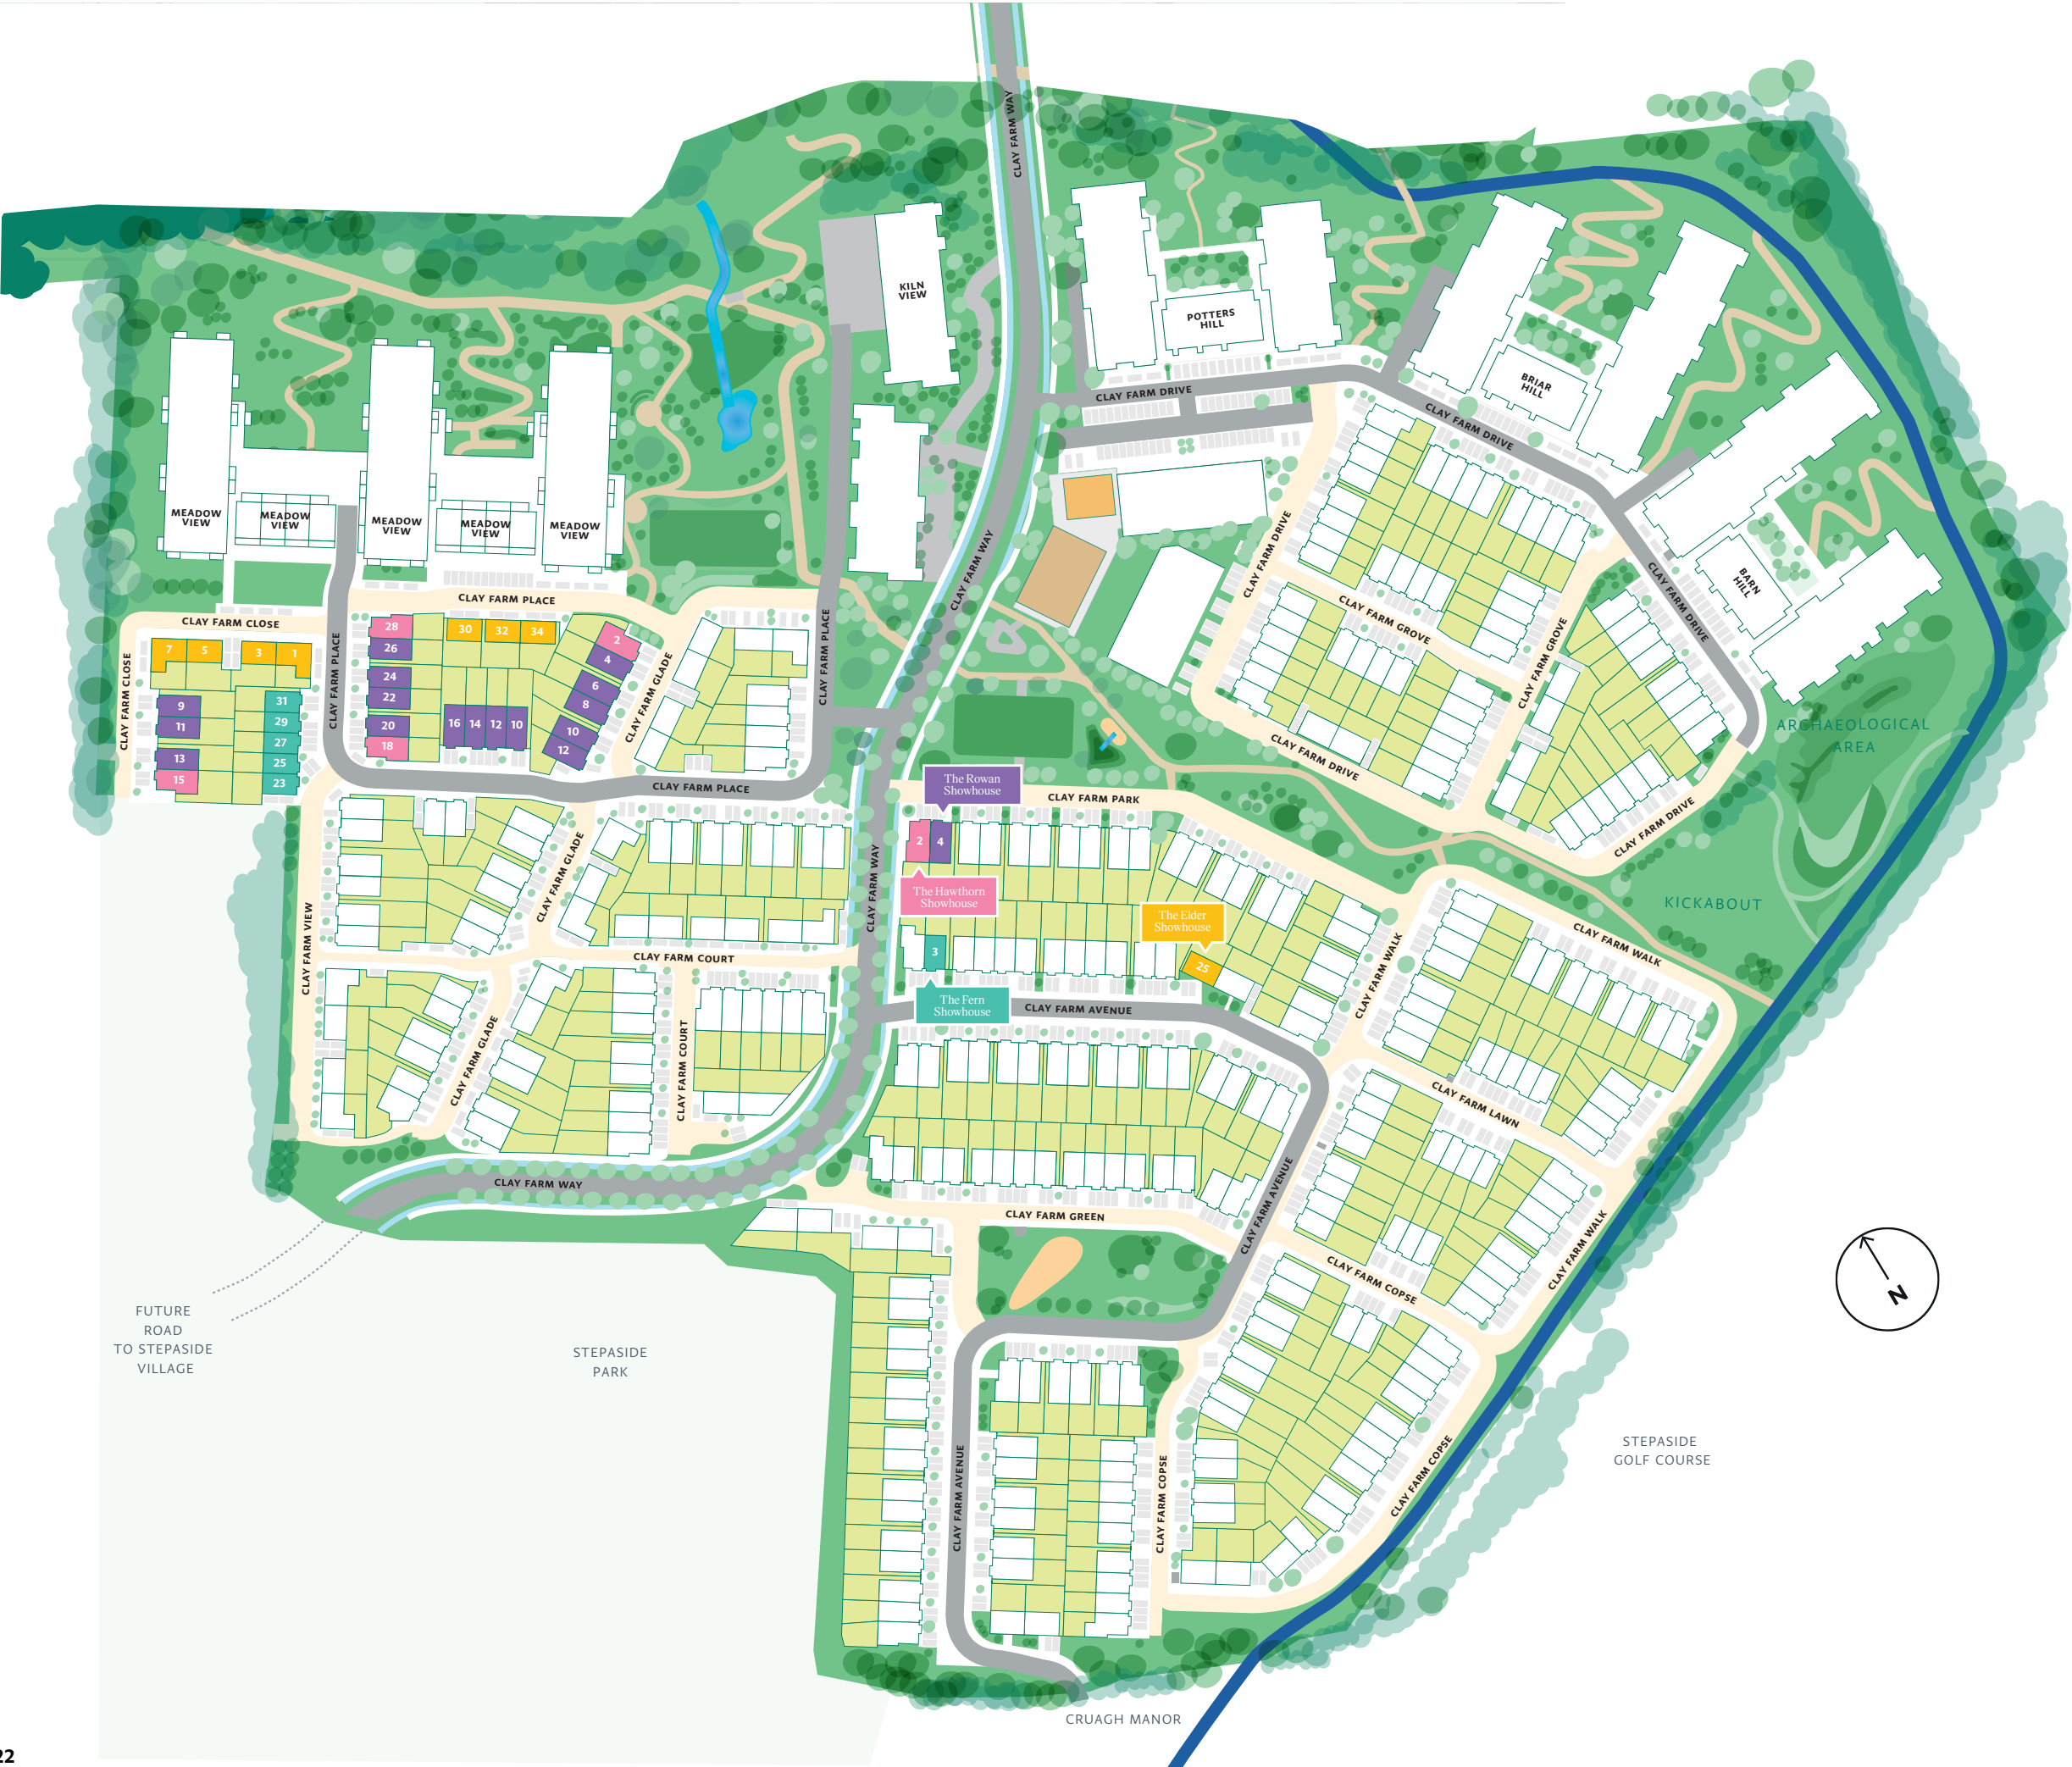 CLAY FARM WAY
KILN
VIEW
POTTERS
HILL
CLAY FARM DRIVE
BRIAR
HILL
CLAY FARM DRIVE
MEADOW
VIEW
MEADOW
VIEW
MEADOW
VIEW
MEADOW
VIEW
MEADOW
VIEW
CLAY FARM WAY
CLAY FARM DRIVE
CLAY FARM DRIVE
BARN
HILL
CLAY FARM PLACE
CLAY FARM GROVE
CLAY FARM GROVE
CLAY FARM CLOSE
CLAY FARM CLOSE
CLAY FARM PLACE
CLAY FARM PLACE
CLAY FARM GLADE
7
5
3
1
28
26
30
32
34
2
4
24
22
6
8
9
11
31
29
27
25
23
20
18
16
14
12
10
10
12
13
15
ARCHAEOLOGICAL
AREA
CLAY FARM DRIVE
CLAY FARM PLACE
The Rowan
Showhouse
CLAY FARM PARK
CLAY FARM DRIVE
2
4
CLAY FARM GLADE
CLAY FARM WAY
The Hawthorn
Showhouse
The Elder
Showhouse
KICKABOUT
CLAY FARM VIEW
CLAY FARM COURT
3
25
CLAY FARM WALK
CLAY FARM WALK
The Fern
Showhouse
CLAY FARM AVENUE
CLAY FARM GLADE
CLAY FARM COURT
CLAY FARM LAWN
CLAY FARM WAY
CLAY FARM GREEN
CLAY FARM AVENUE
CLAY FARM WALK
CLAY FARM COPSE
N
FUTURE
ROAD
TO STEPASIDE
VILLAGE
STEPASIDE
PARK
CLAY FARM AVENUE
CLAY FARM COPSE
CLAY FARM COPSE
STEPASIDE
GOLF COURSE
CRUAGH MANOR
22